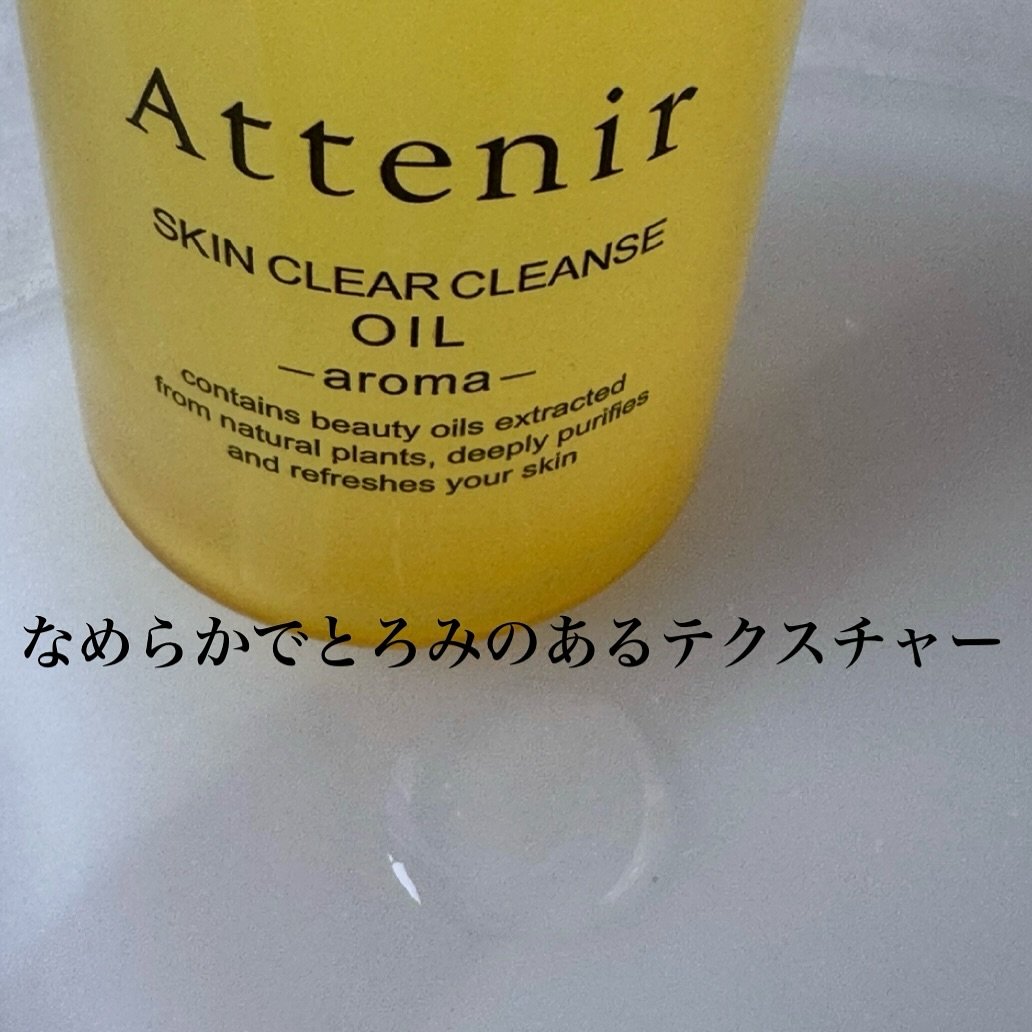 Attenir
SKIN CLEAR CLEANSE
OIL
—aroma—
contains beauty oils extracted
from natural plants, deeply purifies
and refreshes your skin
なめらかでとろみのあるテクスチャー